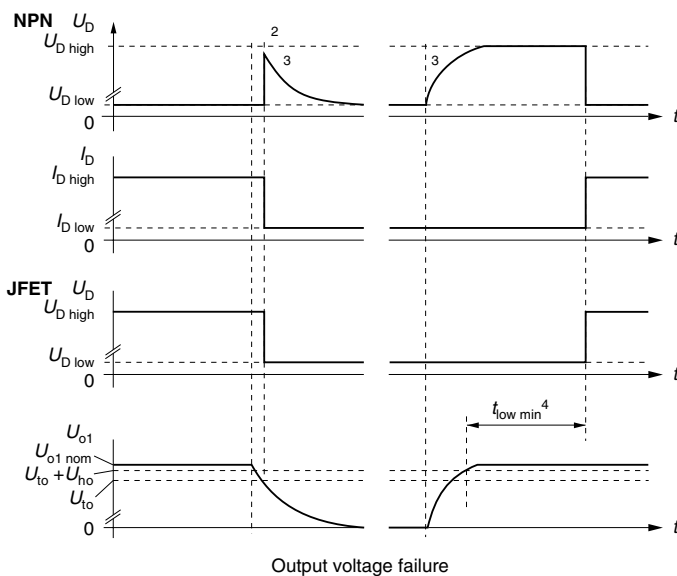 NPN U_D
2
U_D high
3 3
U_D low
0 t
I_D
I_D high
I_D low
0 t
JFET U_D
U_D high
U_D low
0 t
t_low min 4
U_o1
U_o1 nom
U_to + U_ho
U_to
0 t
Output voltage failure